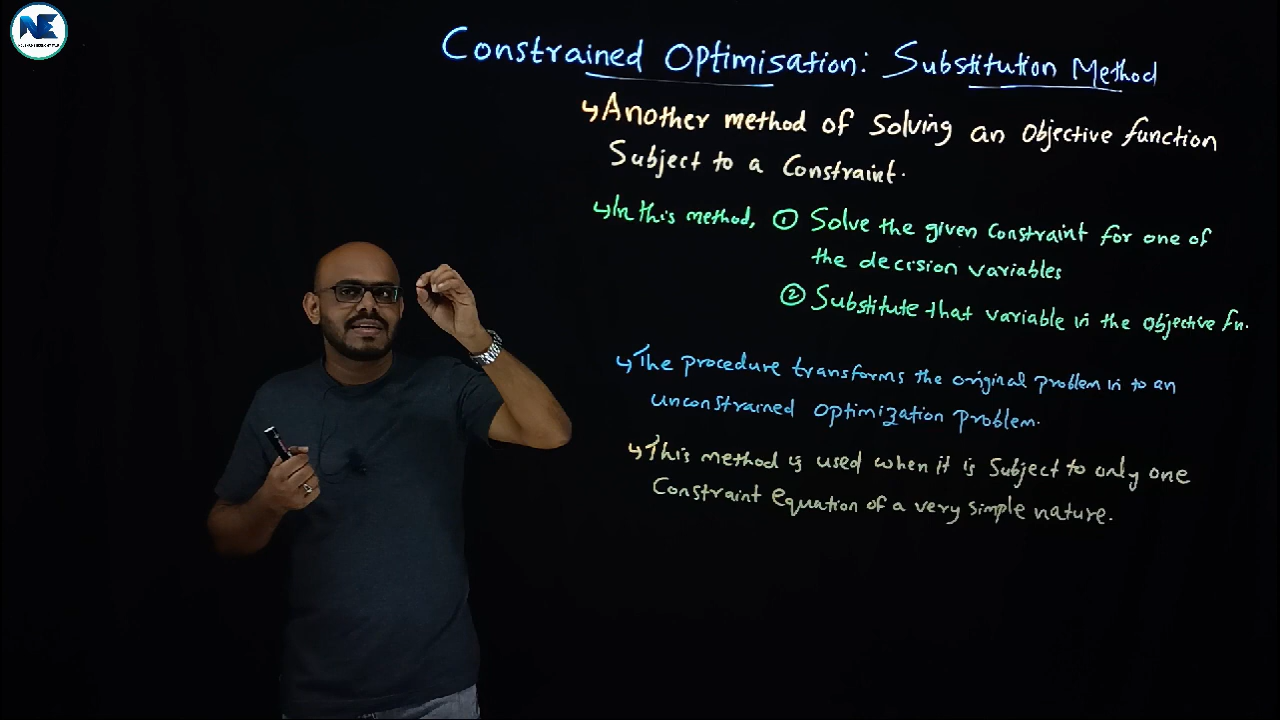 NE
Constrained Optimisation: Substitution Method
↳ Another method of solving an objective function
Subject to a Constraint.
↳ In this method, ① Solve the given constraint for one of
the decision variables
② Substitute that variable in the objective fn.
↳ The procedure transforms the original problem in to an
unconstrained optimization problem.
↳ This method is used when it is subject to only one
Constraint equation of a very simple nature.